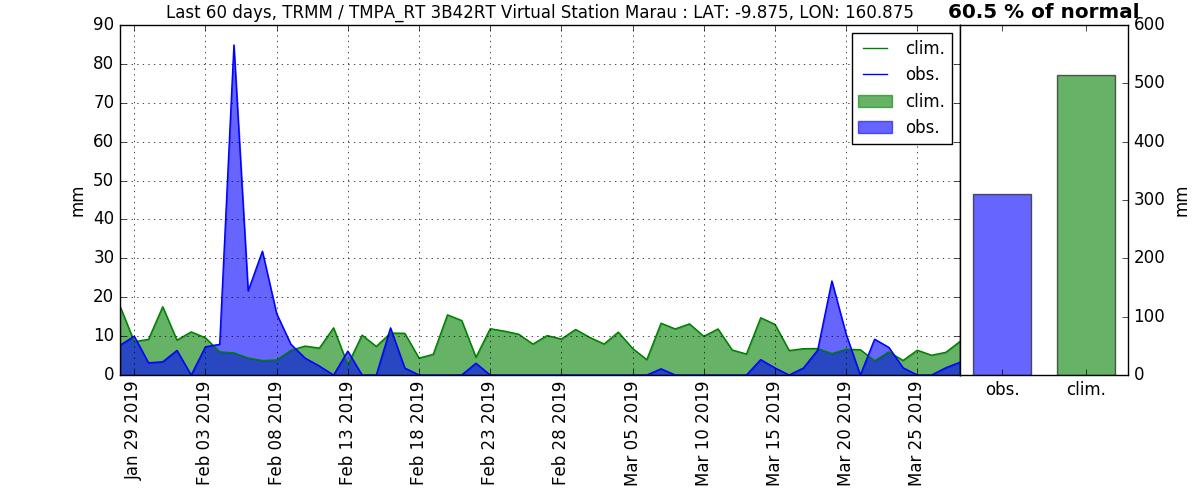 Last 60 days, TRMM / TMPA_RT 3B42RT Virtual Station Marau : LAT: -9.875, LON: 160.875
60.5 % of normal
90
80
70
60
50
40
30
20
10
0
mm
clim.
obs.
clim.
obs.
600
500
400
300
200
100
0
mm
obs.
clim.
Jan 29 2019
Feb 03 2019
Feb 08 2019
Feb 13 2019
Feb 18 2019
Feb 23 2019
Feb 28 2019
Mar 05 2019
Mar 10 2019
Mar 15 2019
Mar 20 2019
Mar 25 2019